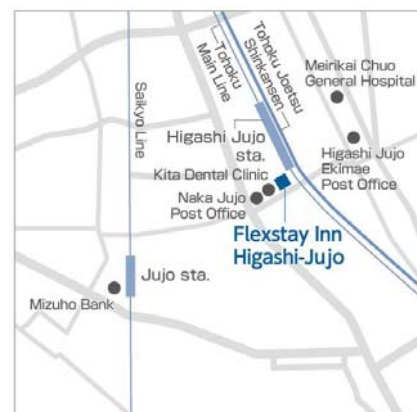 Tohoku Joetsu
Shinkansen
Tohoku
Main Line
Saikyo Line
Meirikai Chuo
General Hospital
Higashi Jujo
sta.
Higashi Jujo
Ekimae
Post Office
Kita Dental Clinic
Naka Jujo
Post Office
Flexstay Inn
Higashi-Jujo
Jujo sta.
Mizuho Bank